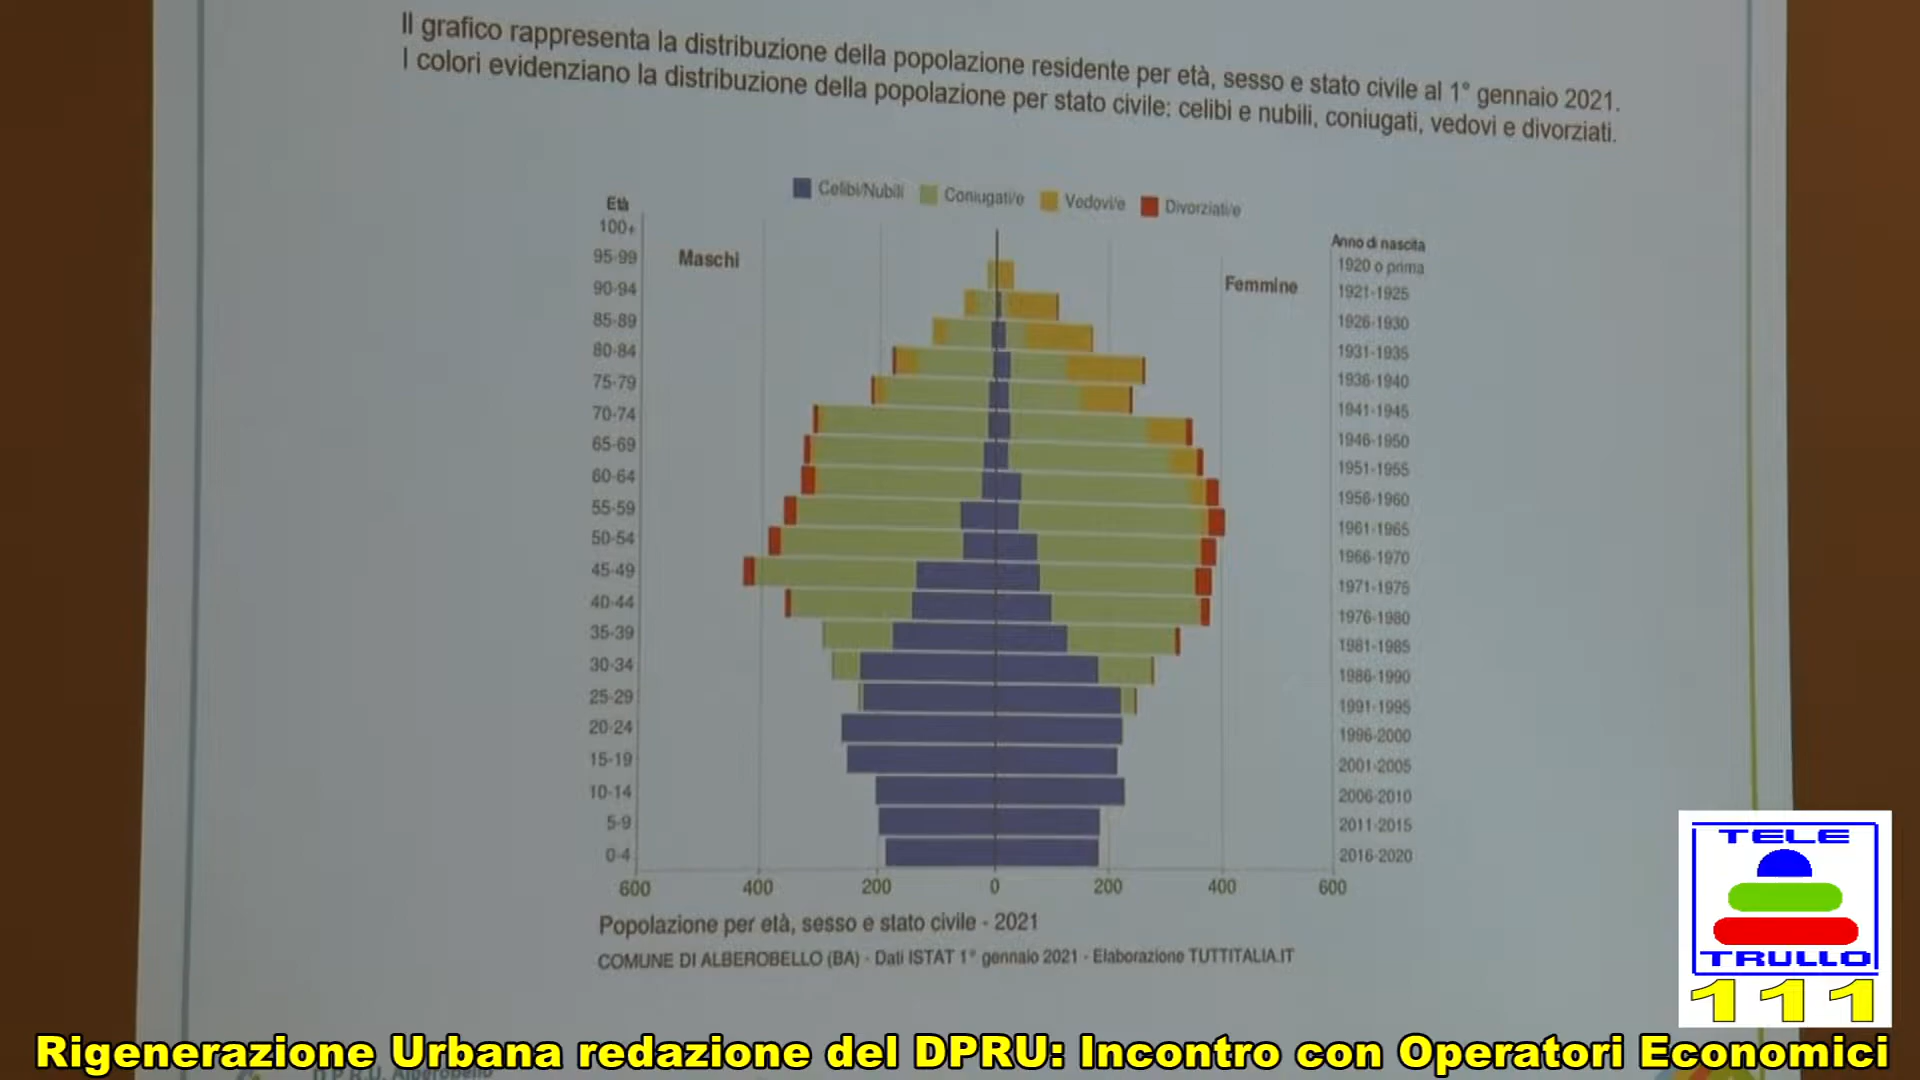 Il grafico rappresenta la distribuzione della popolazione residente per età, sesso e stato civile al 1° gennaio 2021.
I colori evidenziano la distribuzione della popolazione per stato civile: celibi e nubili, coniugati, vedovi e divorziati.
Celibi/Nubili Coniugati/e Vedovi/e Divorziati/e
Età
Anno di nascita
Maschi
Femmine
100+ 1920 o prima
95-99 1921-1925
90-94 1926-1930
85-89 1931-1935
80-84 1936-1940
75-79 1941-1945
70-74 1946-1950
65-69 1951-1955
60-64 1956-1960
55-59 1961-1965
50-54 1966-1970
45-49 1971-1975
40-44 1976-1980
35-39 1981-1985
30-34 1986-1990
25-29 1991-1995
20-24 1996-2000
15-19 2001-2005
10-14 2006-2010
5-9 2011-2015
0-4 2016-2020
600 400 200 0 200 400 600
Popolazione per età, sesso e stato civile - 2021
COMUNE DI ALBEROBELLO (BA) - Dati ISTAT 1° gennaio 2021 - Elaborazione TUTTITALIA.IT
TELE
TRULLO
111
Rigenerazione Urbana redazione del DPRU: Incontro con Operatori Economici
D.P.R.U. Alberobello